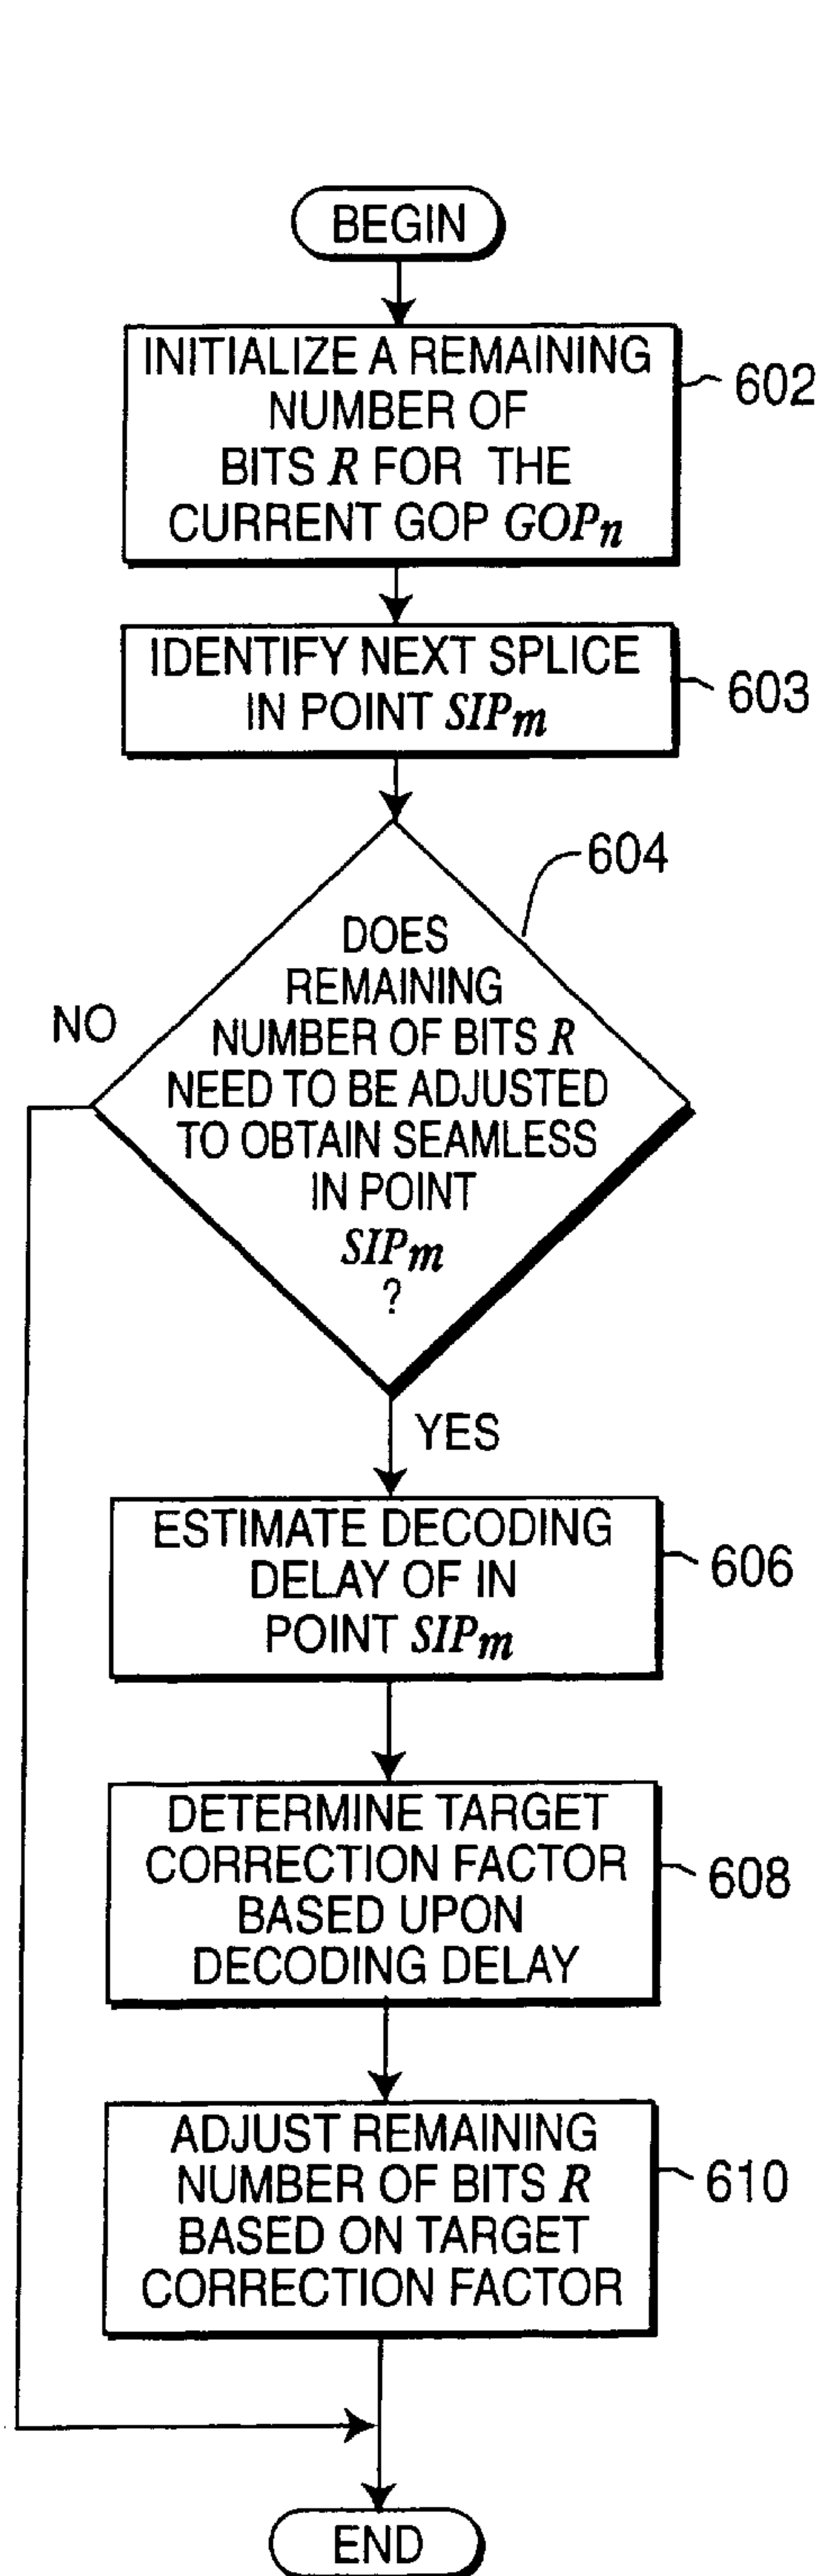 BEGIN
INITIALIZE A REMAINING
NUMBER OF
BITS R FOR THE
CURRENT GOP GOPn
602
IDENTIFY NEXT SPLICE
IN POINT SIPm
603
604
DOES
REMAINING
NUMBER OF BITS R
NEED TO BE ADJUSTED
TO OBTAIN SEAMLESS
IN POINT
SIPm
?
NO
YES
ESTIMATE DECODING
DELAY OF IN
POINT SIPm
606
DETERMINE TARGET
CORRECTION FACTOR
BASED UPON
DECODING DELAY
608
ADJUST REMAINING
NUMBER OF BITS R
BASED ON TARGET
CORRECTION FACTOR
610
END